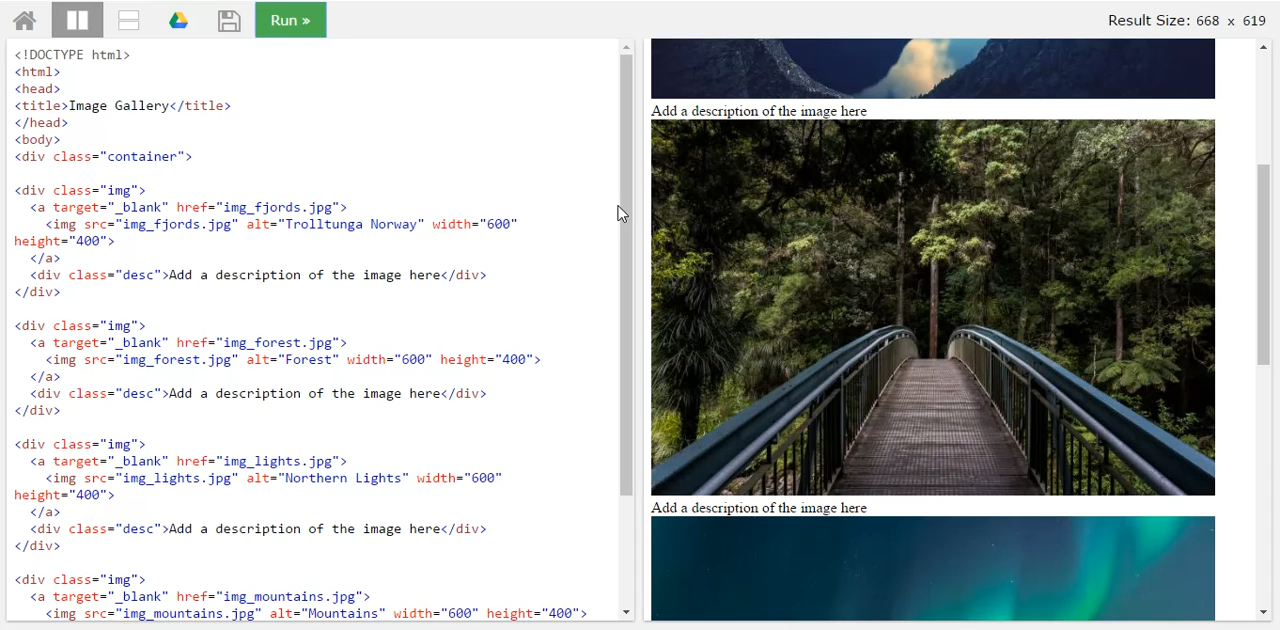 Run »
Result Size: 668 x 619
<!DOCTYPE html>
<html>
<head>
<title>Image Gallery</title>
</head>
<body>
<div class="container">
<div class="img">
<a target="_blank" href="img_fjords.jpg">
<img src="img_fjords.jpg" alt="Trolltunga Norway" width="600"
height="400">
</a>
<div class="desc">Add a description of the image here</div>
</div>
<div class="img">
<a target="_blank" href="img_forest.jpg">
<img src="img_forest.jpg" alt="Forest" width="600" height="400">
</a>
<div class="desc">Add a description of the image here</div>
</div>
<div class="img">
<a target="_blank" href="img_lights.jpg">
<img src="img_lights.jpg" alt="Northern Lights" width="600"
height="400">
</a>
<div class="desc">Add a description of the image here</div>
</div>
<div class="img">
<a target="_blank" href="img_mountains.jpg">
<img src="img_mountains.jpg" alt="Mountains" width="600" height="400">
Add a description of the image here
Add a description of the image here